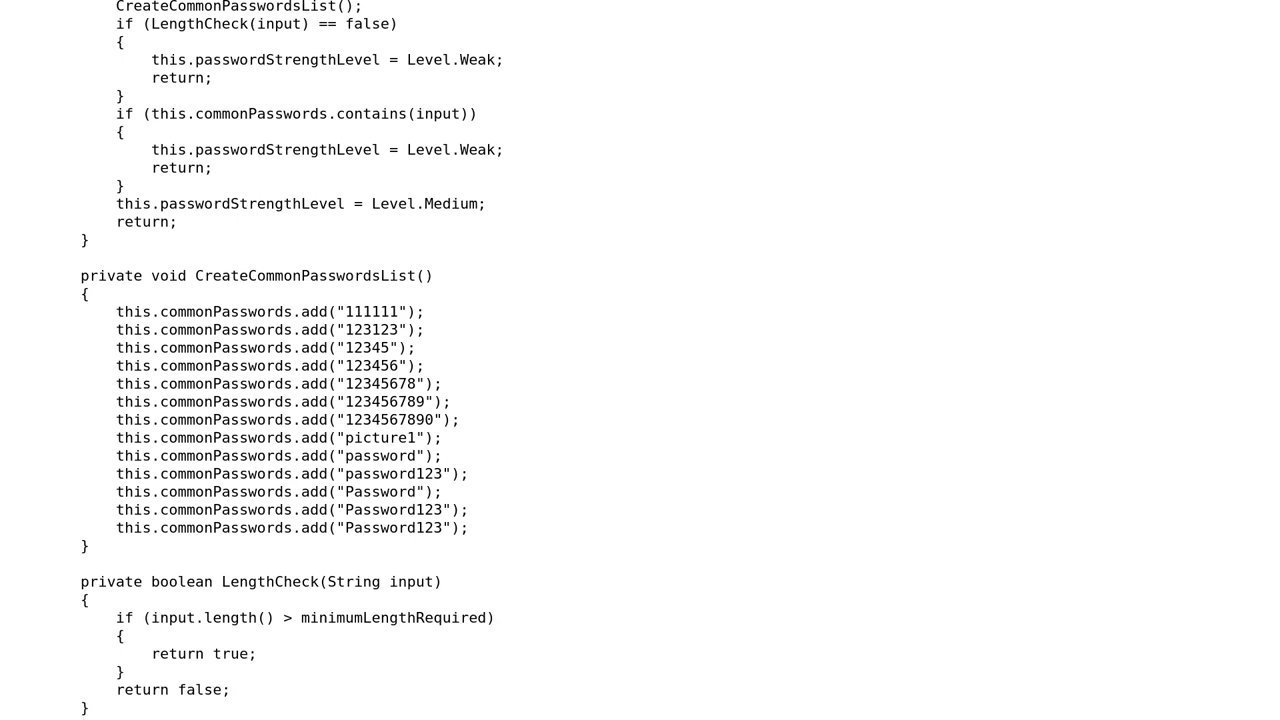 CreateCommonPasswordsList();
if (LengthCheck(input) == false)
{
this.passwordStrengthLevel = Level.Weak;
return;
}
if (this.commonPasswords.contains(input))
{
this.passwordStrengthLevel = Level.Weak;
return;
}
this.passwordStrengthLevel = Level.Medium;
return;
}
private void CreateCommonPasswordsList()
{
this.commonPasswords.add("111111");
this.commonPasswords.add("123123");
this.commonPasswords.add("12345");
this.commonPasswords.add("123456");
this.commonPasswords.add("12345678");
this.commonPasswords.add("123456789");
this.commonPasswords.add("1234567890");
this.commonPasswords.add("picture1");
this.commonPasswords.add("password");
this.commonPasswords.add("password123");
this.commonPasswords.add("Password");
this.commonPasswords.add("Password123");
this.commonPasswords.add("Password123");
}
private boolean LengthCheck(String input)
{
if (input.length() > minimumLengthRequired)
{
return true;
}
return false;
}